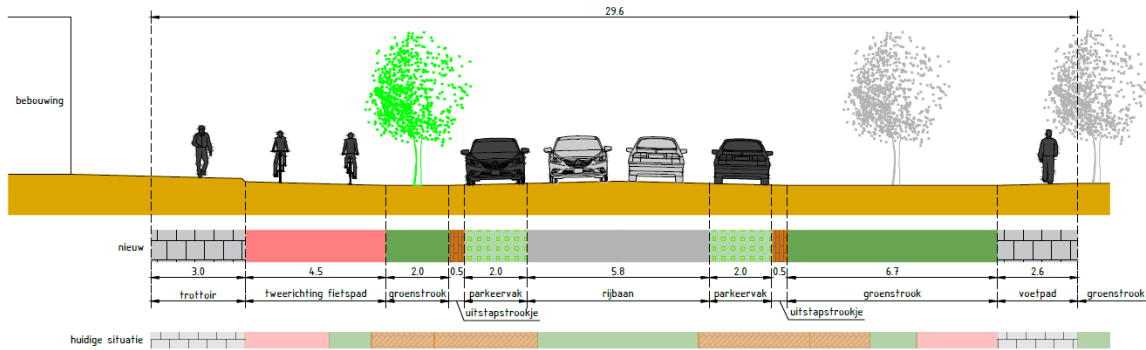 29.6
bebouwing
nieuw
3.0 4.5 2.0 0.5 2.0 5.8 2.0 0.5 6.7 2.6
trottoir tweerichting fietspad groenstrook parkeervak rijbaan parkeervak groenstrook voetpad groenstrook
uitstapstrookje uitstapstrookje
huidige situatie